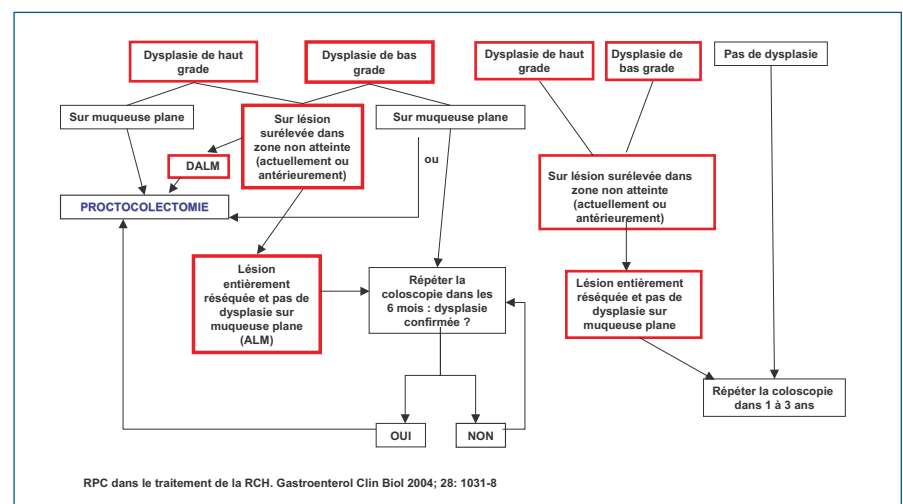 Dysplasie de haut
grade
Dysplasie de bas
grade
Dysplasie de haut
grade
Dysplasie de
bas grade
Pas de dysplasie
Sur muqueuse plane
Sur lésion
surélevée dans
zone non atteinte
(actuellement ou
antérieurement)
Sur muqueuse plane
DALM
ou
PROCTOCOLECTOMIE
Sur lésion surélevée dans
zone non atteinte
(actuellement ou
antérieurement)
Lésion
entièrement
réséquée et pas de
dysplasie sur
muqueuse plane
(ALM)
Répéter la
coloscopie dans les
6 mois : dysplasie
confirmée ?
Lésion entièrement
réséquée et pas de
dysplasie sur
muqueuse plane
Répéter la coloscopie
dans 1 à 3 ans
OUI
NON
RPC dans le traitement de la RCH. Gastroenterol Clin Biol 2004; 28: 1031-8